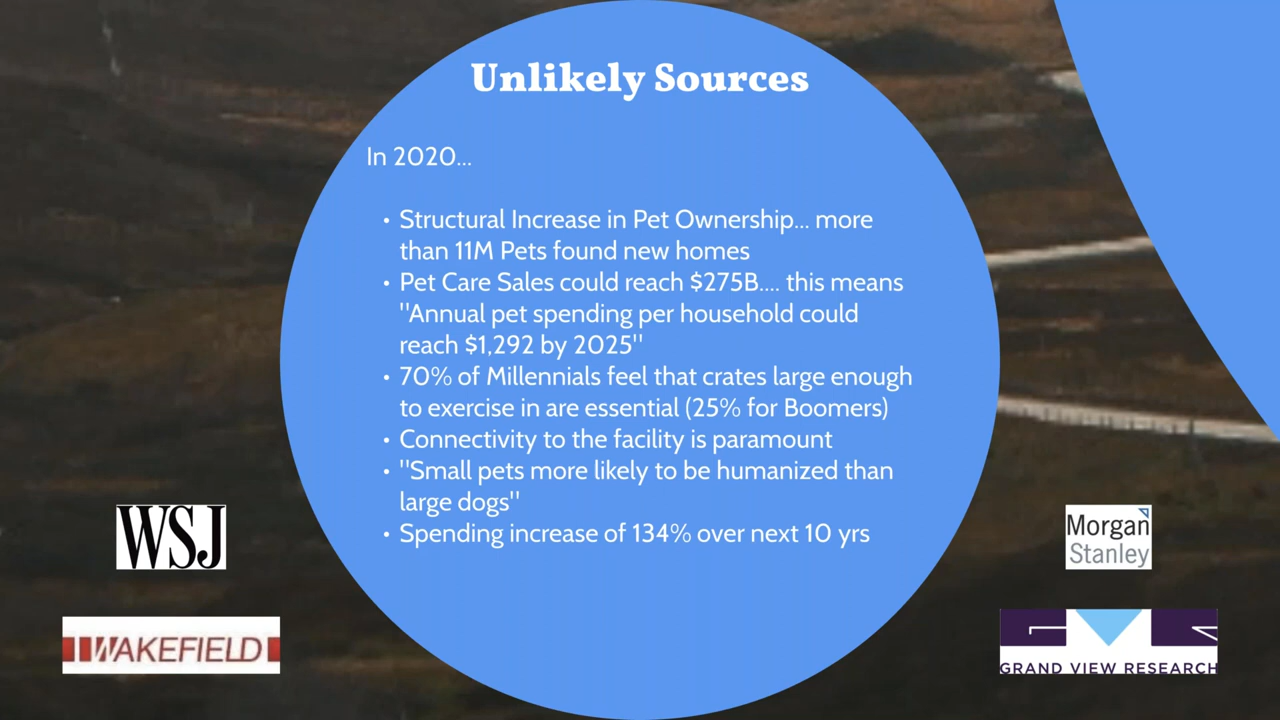 Unlikely Sources
In 2020...
• Structural Increase in Pet Ownership... more
than 11M Pets found new homes
• Pet Care Sales could reach $275B.... this means
"Annual pet spending per household could
reach $1,292 by 2025"
• 70% of Millennials feel that crates large enough
to exercise in are essential (25% for Boomers)
• Connectivity to the facility is paramount
• "Small pets more likely to be humanized than
large dogs"
• Spending increase of 134% over next 10 yrs
WSJ
WAKEFIELD
Morgan
Stanley
GRAND VIEW RESEARCH